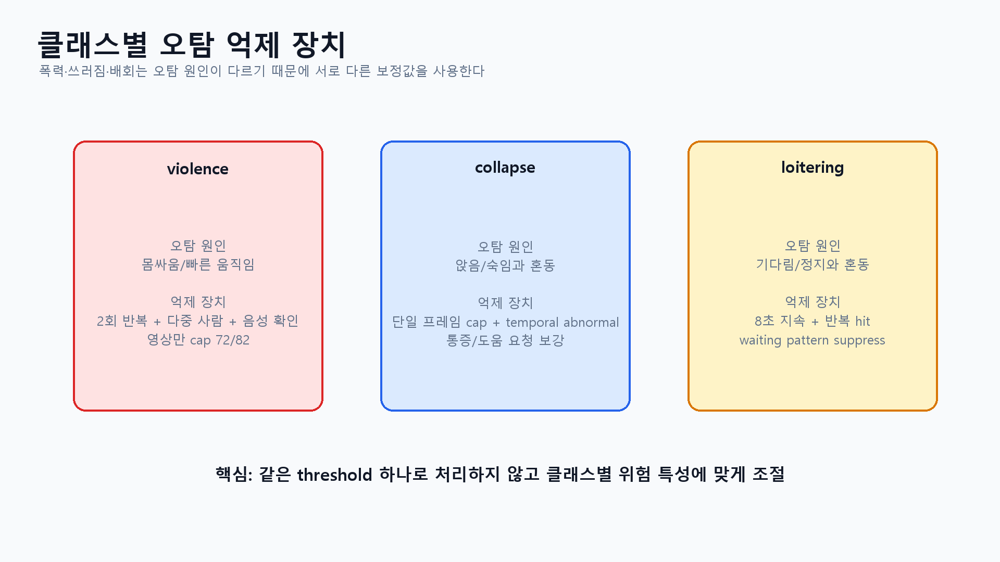 클래스별 오탐 억제 장치
폭력·쓰러짐·배회는 오탐 원인이 다르기 때문에 서로 다른 보정값을 사용한다
violence
오탐 원인
몸싸움/빠른 움직임
억제 장치
2회 반복 + 다중 사람 + 음성 확인
영상만 cap 72/82
collapse
오탐 원인
앉음/숙임과 혼동
억제 장치
단일 프레임 cap + temporal abnormal
통증/도움 요청 보강
loitering
오탐 원인
기다림/정지와 혼동
억제 장치
8초 지속 + 반복 hit
waiting pattern suppress
핵심: 같은 threshold 하나로 처리하지 않고 클래스별 위험 특성에 맞게 조절